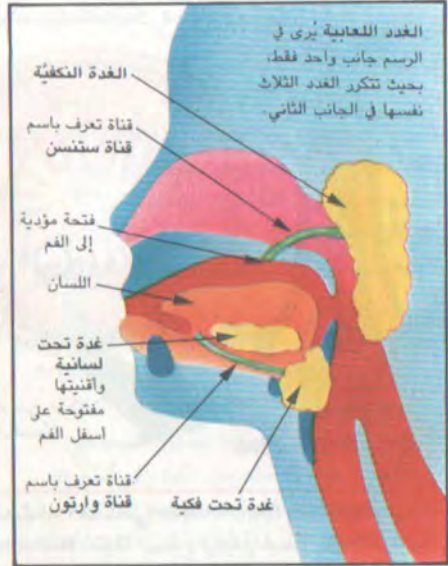 الغدد اللعابية يُرى في
الرسم جانب واحد فقط،
بحيث تتكرر الغدد الثلاث
نفسها في الجانب الثاني.
الغدة النكفيّة
قناة تعرف باسم
قناة ستنسن
فتحة مؤدية
إلى الفم
اللسان
غدة تحت
لسانية
وأقنيتها
مفتوحة على
أسفل الفم
قناة تعرف باسم
قناة وارتون
غدة تحت فكية